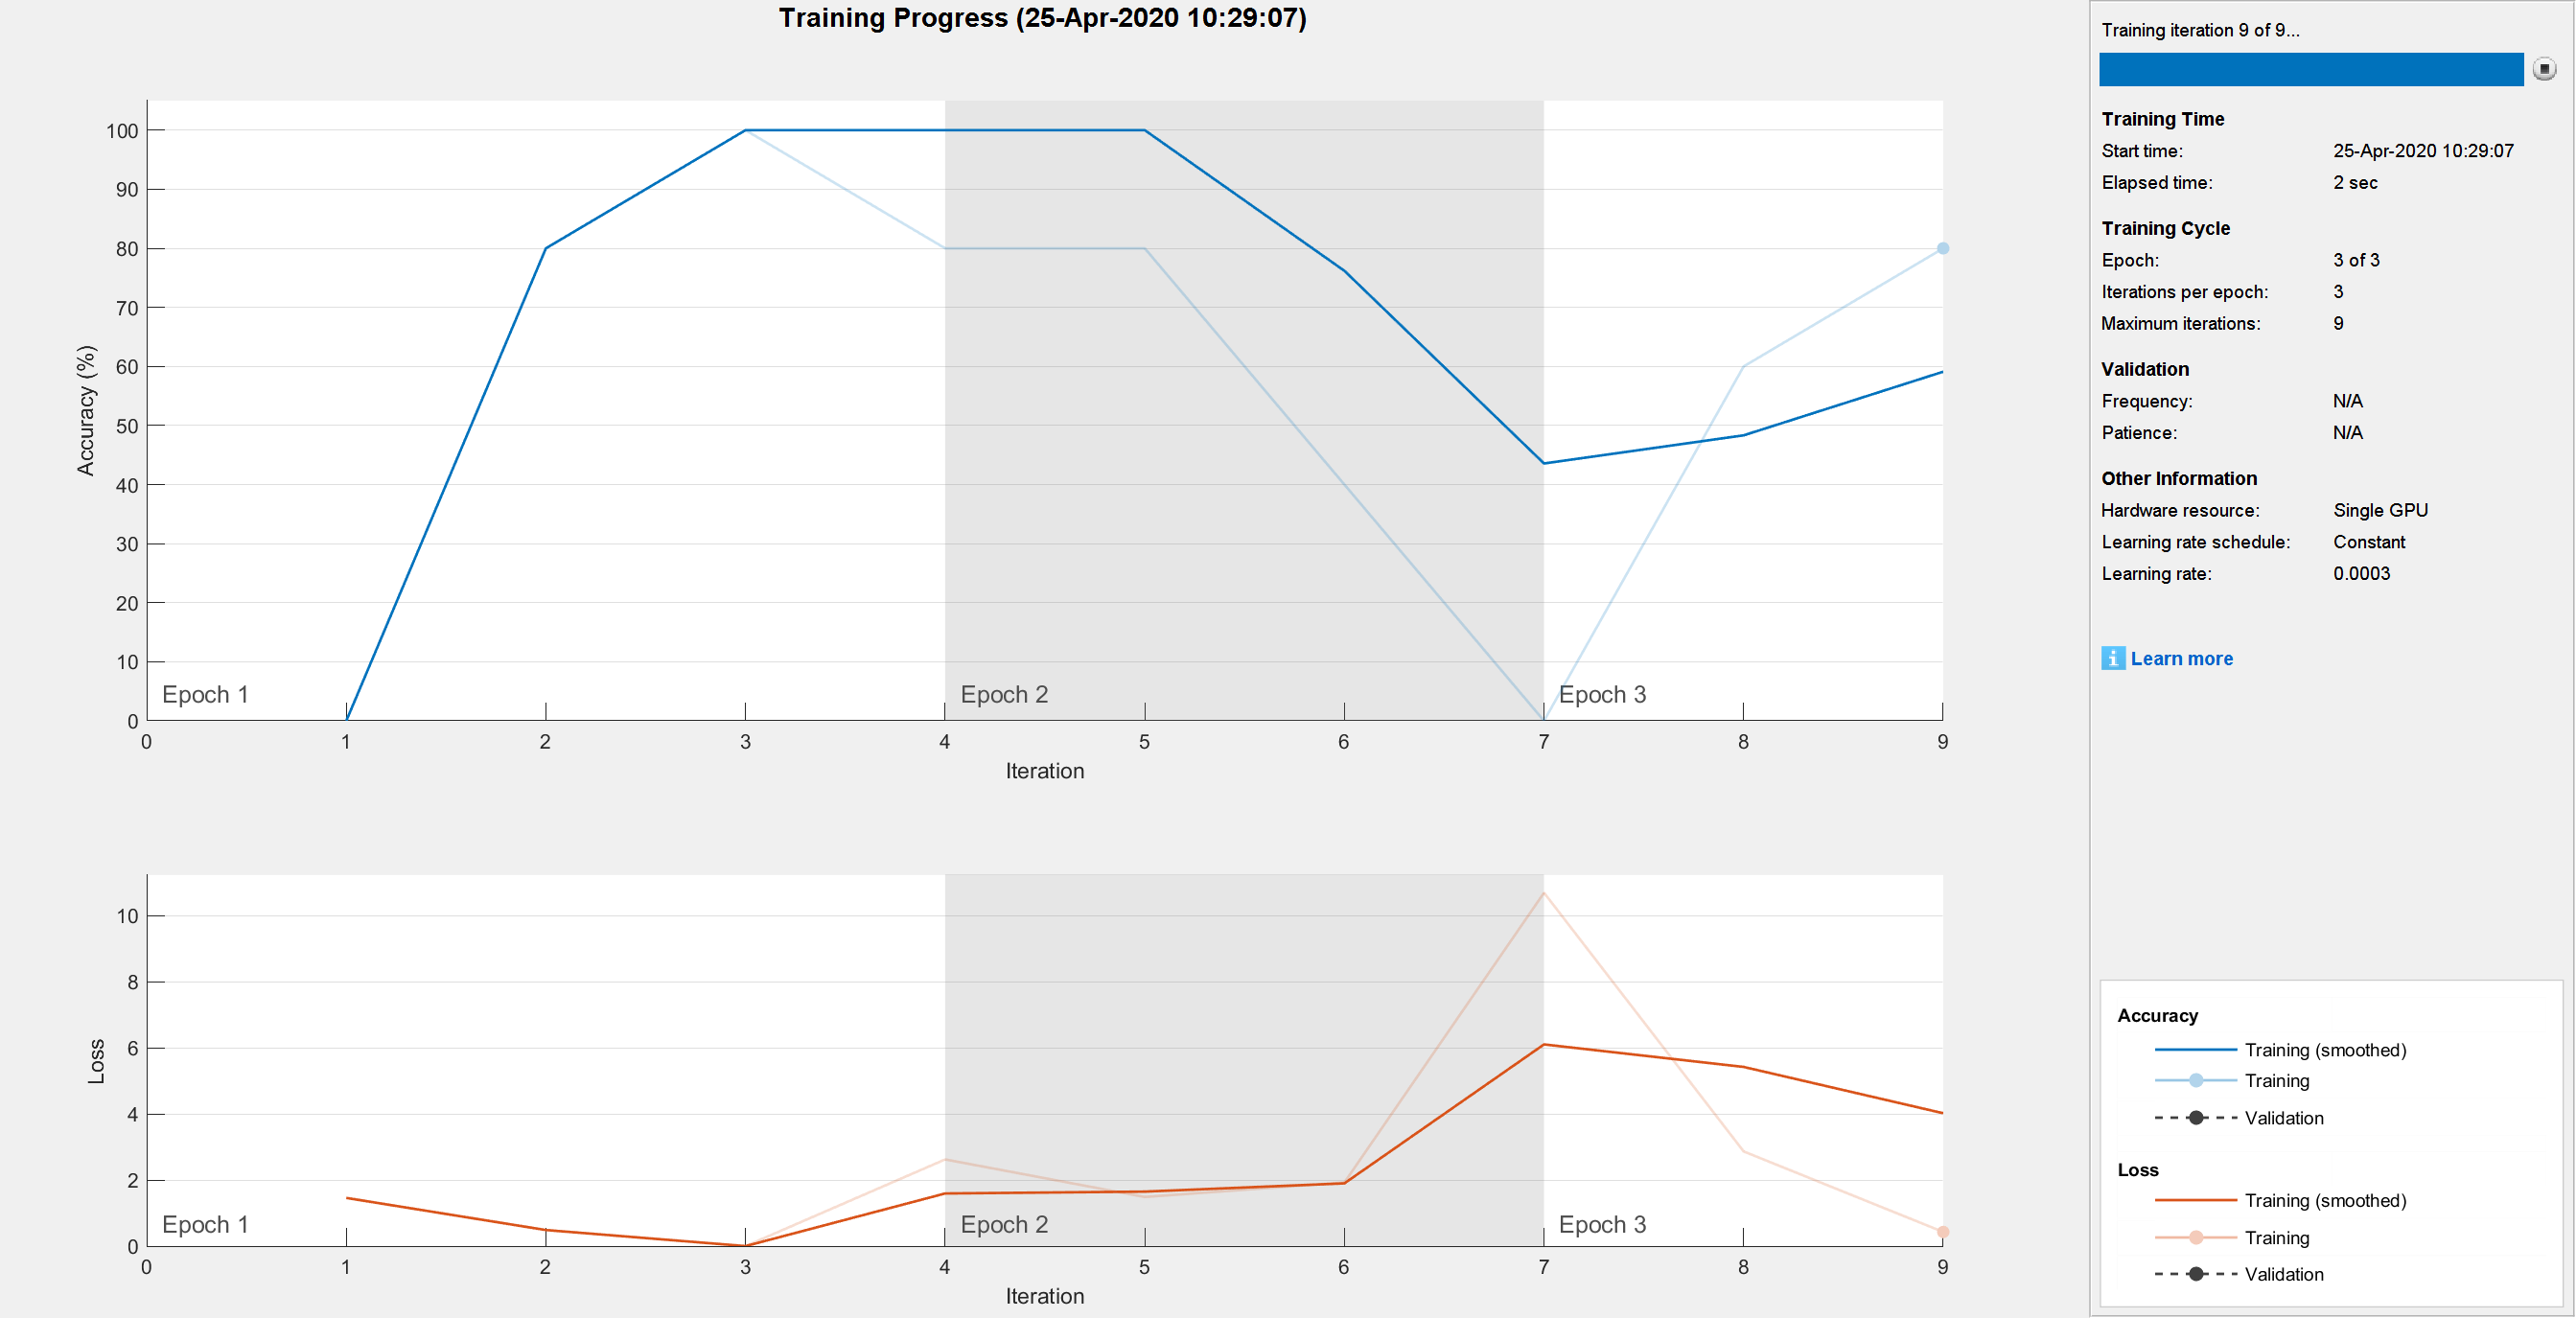 Training Progress (25-Apr-2020 10:29:07)
100
90
80
70
60
50
40
30
20
10
0
Accuracy (%)
Epoch 1
Epoch 2
Epoch 3
0 1 2 3 4 5 6 7 8 9
Iteration
10
8
6
4
2
0
Loss
Epoch 1
Epoch 2
Epoch 3
0 1 2 3 4 5 6 7 8 9
Iteration
Training iteration 9 of 9...
Training Time
Start time: 25-Apr-2020 10:29:07
Elapsed time: 2 sec
Training Cycle
Epoch: 3 of 3
Iterations per epoch: 3
Maximum iterations: 9
Validation
Frequency: N/A
Patience: N/A
Other Information
Hardware resource: Single GPU
Learning rate schedule: Constant
Learning rate: 0.0003
i Learn more
Accuracy
Training (smoothed)
Training
Validation
Loss
Training (smoothed)
Training
Validation